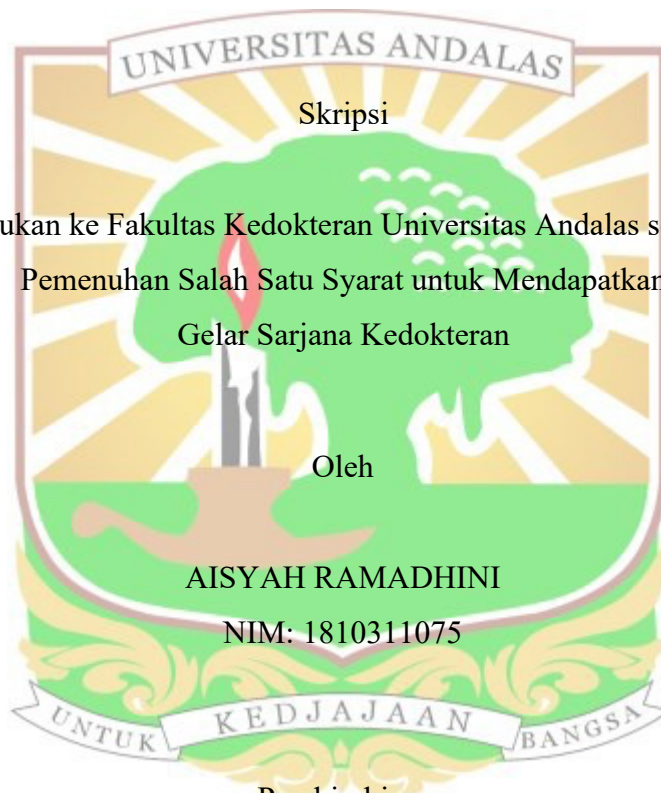 UNIVERSITAS ANDALAS
Skripsi
ke Fakultas Kedokteran Universitas Andalas
Pemenuhan Salah Satu Syarat untuk Mendapatkan
Gelar Sarjana Kedokteran
Oleh
AISYAH RAMADHINI
NIM: 1810311075
UNTUK KEDJAJAAN BANGSA